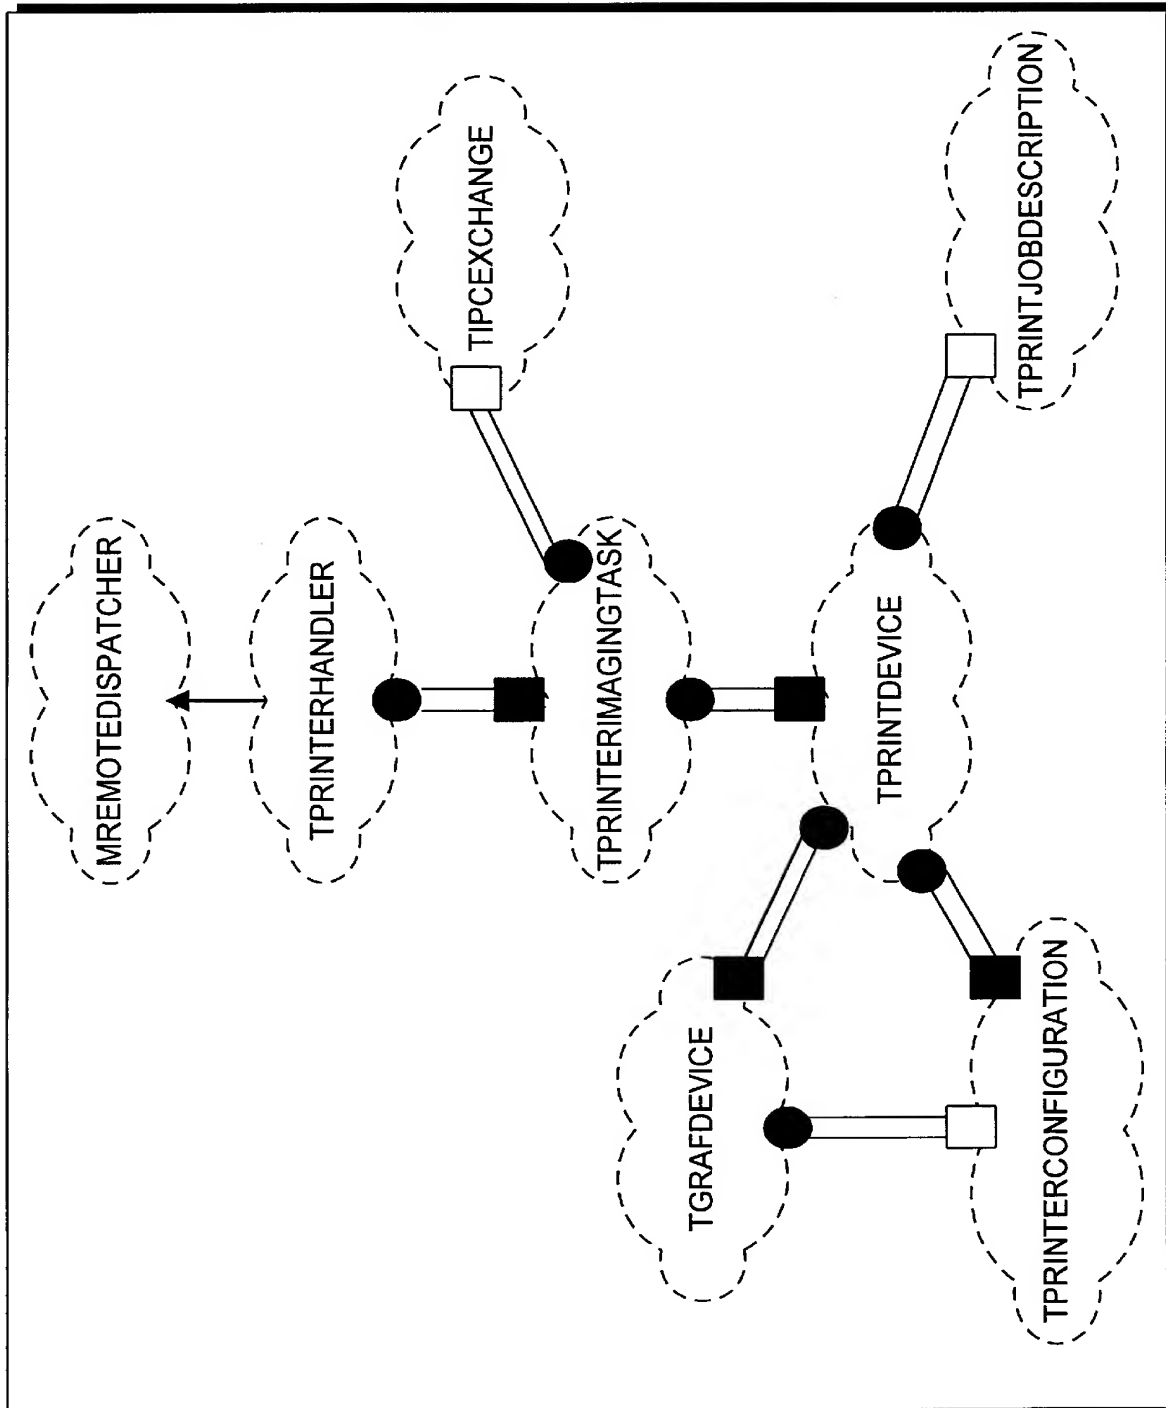 MREMOTEDISPATCHER
TPRINTERHANDLER
TIPCEXCHANGE
TPRINTERIMAGINGTASK
TGRAFDEVICE
TPRINTDEVICE
TPRINTERCONFIGURATION
TPRINTJOBDESCRIPTION